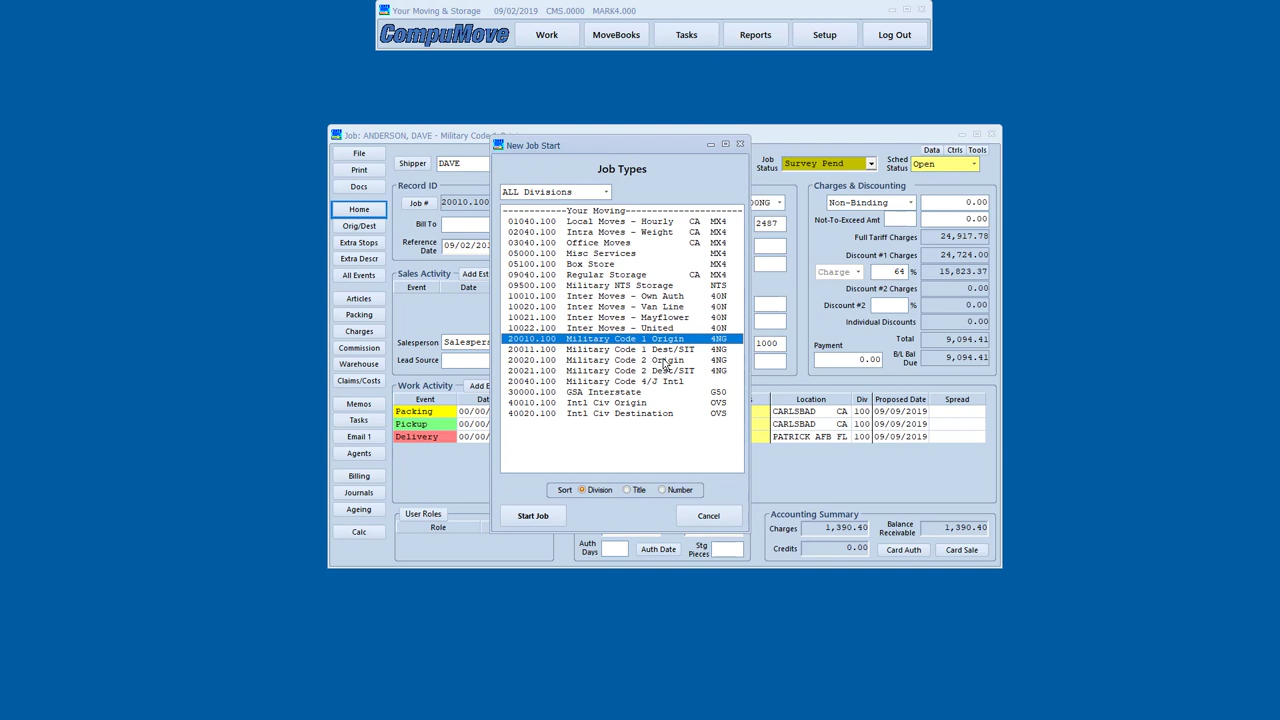 Your Moving & Storage 09/02/2019 CMS.0000 MARK4.000
CompuMove
Work
MoveBooks
Tasks
Reports
Setup
Log Out
Job: ANDERSON, DAVE - Military Code
File
Print
Docs
Home
Orig/Dest
Extra Stops
Extra Descr
All Events
Articles
Packing
Charges
Commission
Warehouse
Claims/Costs
Memos
Tasks
Email 1
Agents
Billing
Journals
Ageing
Calc
Shipper DAVE
Record ID
Job # 20010.100
Bill To
Reference Date 09/02/20
Sales Activity Add Es
Event Date
Salesperson Salespers
Lead Source
Work Activity Add E
Event Da
Packing 00/00/
Pickup 00/00/
Delivery 00/00/
User Roles
Role
New Job Start
Job Types
ALL Divisions
------------Your Moving------------------------
01040.100 Local Moves - Hourly CA MX4
02040.100 Intra Moves - Weight CA MX4
03040.100 Office Moves CA MX4
05000.100 Misc Services MX4
05100.100 Box Store MX4
09040.100 Regular Storage CA MX4
09500.100 Military NTS Storage NTS
10010.100 Inter Moves - Own Auth 40N
10020.100 Inter Moves - Van Line 40N
10021.100 Inter Moves - Mayflower 40N
10022.100 Inter Moves - United 40N
20010.100 Military Code 1 Origin 4NG
20011.100 Military Code 1 Dest/SIT 4NG
20020.100 Military Code 2 Origin 4NG
20021.100 Military Code 2 Dest/SIT 4NG
20040.100 Military Code 4/J Intl
30000.100 GSA Interstate G50
40010.100 Intl Civ Origin OVS
40020.100 Intl Civ Destination OVS
Sort Division Title Number
Start Job
Cancel
Auth Days
Auth Date
Stg Pieces
Data Ctrls Tools
Job Status Survey Pend
Sched Status Open
ONG
2487
1000
Charges & Discounting
Non-Binding 0.00
Not-To-Exceed Amt 0.00
Full Tariff Charges 24,917.78
Discount #1 Charges 24,724.00
Charge 64 % 15,823.37
Discount #2 Charges 0.00
Discount #2 % 0.00
Individual Discounts 0.00
Payment Total 9,094.41
0.00 B/L Bal Due 9,094.41
Location Div Proposed Date Spread
CARLSBAD CA 100 09/09/2019
CARLSBAD CA 100 09/09/2019
PATRICK AFB FL 100 09/09/2019
Accounting Summary
Charges 1,390.40 Balance Receivable 1,390.40
Credits 0.00 Card Auth Card Sale